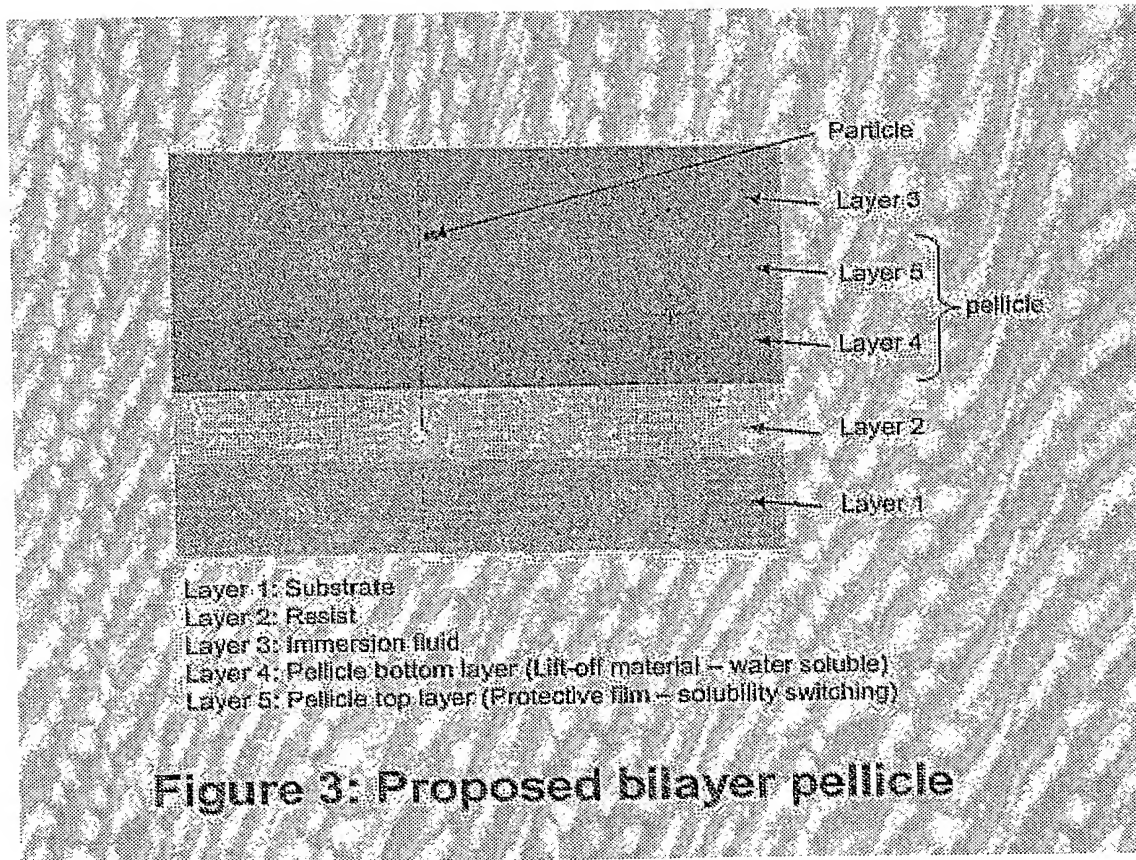 Particle
Layer 3
Layer 5
pellicle
Layer 4
Layer 2
Layer 1
Layer 1: Substrate
Layer 2: Resist
Layer 3: Immersion fluid
Layer 4: Pellicle bottom layer (Lift-off material – water soluble)
Layer 5: Pellicle top layer (Protective film – solubility switching)
Figure 3: Proposed bilayer pellicle